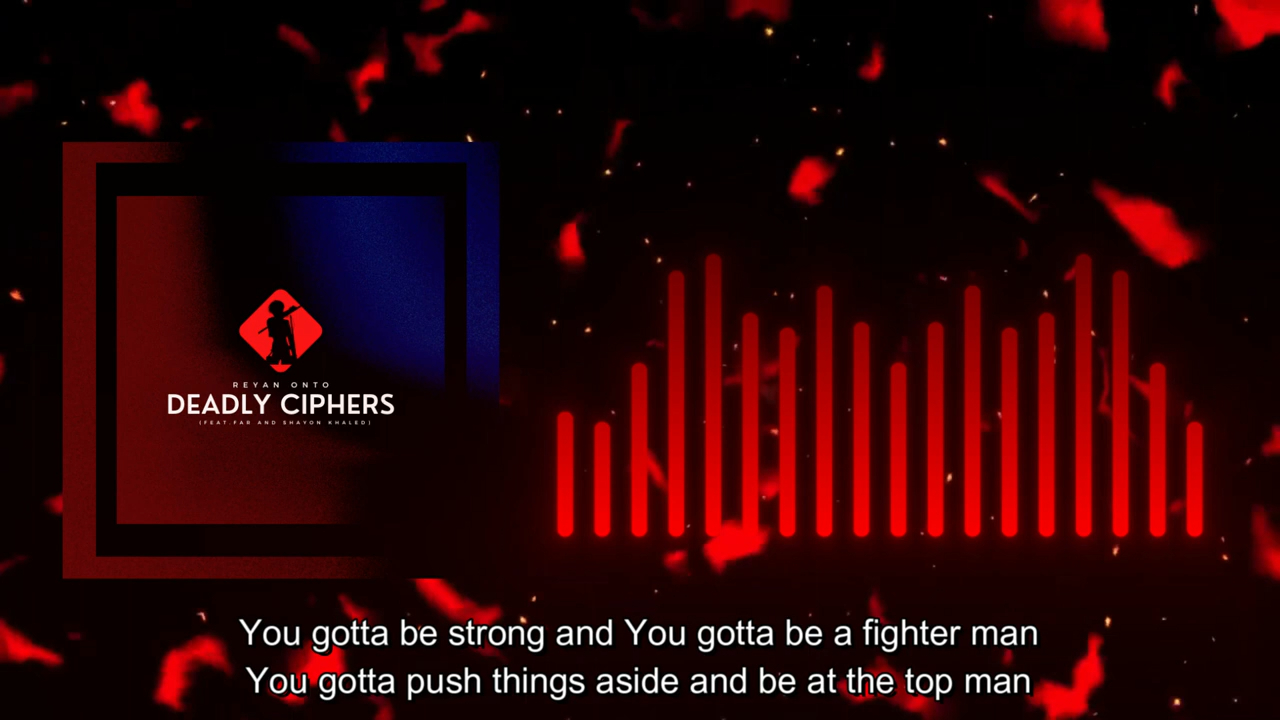 REYAN ONTO
DEADLY CIPHERS
(FEAT.FAR AND SHAYON KHALED)
You gotta be strong and You gotta be a fighter man
You gotta push things aside and be at the top man